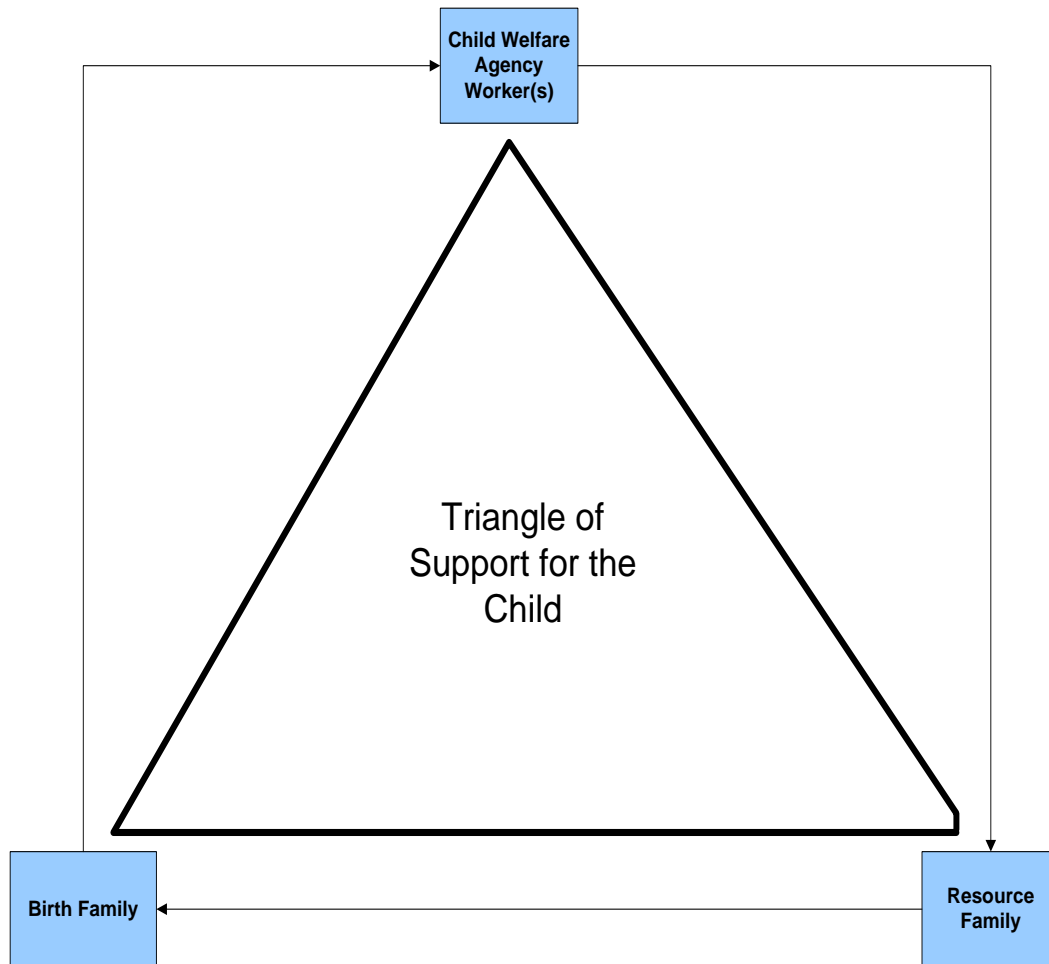 Child Welfare
Agency
Worker(s)
Triangle of
Support for the
Child
Birth Family
Resource
Family